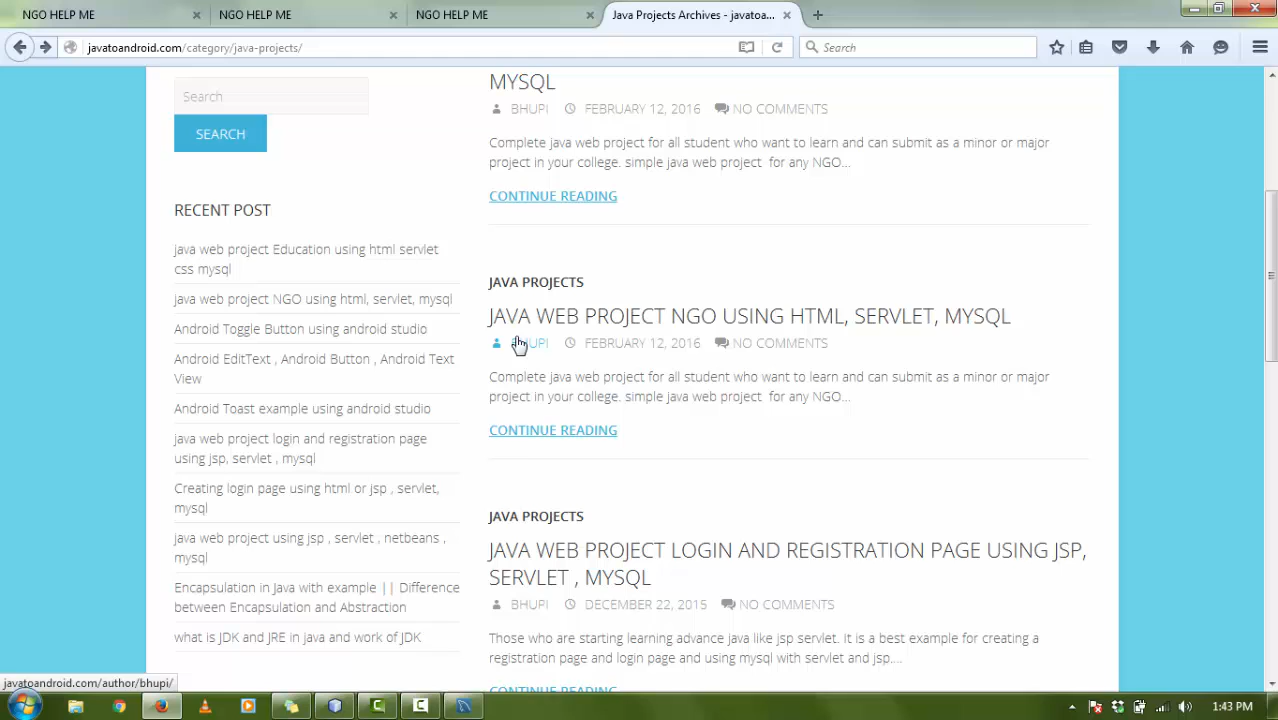 NGO HELP ME
NGO HELP ME
NGO HELP ME
Java Projects Archives - javatoa...
javatoandroid.com/category/java-projects/
Search
Search
SEARCH
RECENT POST
java web project Education using html servlet
css mysql
java web project NGO using html, servlet, mysql
Android Toggle Button using android studio
Android EditText , Android Button , Android Text
View
Android Toast example using android studio
java web project login and registration page
using jsp, servlet , mysql
Creating login page using html or jsp , servlet,
mysql
java web project using jsp , servlet , netbeans ,
mysql
Encapsulation in Java with example || Difference
between Encapsulation and Abstraction
what is JDK and JRE in java and work of JDK
MYSQL
BHUPI FEBRUARY 12, 2016 NO COMMENTS
Complete java web project for all student who want to learn and can submit as a minor or major
project in your college. simple java web project for any NGO...
CONTINUE READING
JAVA PROJECTS
JAVA WEB PROJECT NGO USING HTML, SERVLET, MYSQL
BHUPI FEBRUARY 12, 2016 NO COMMENTS
Complete java web project for all student who want to learn and can submit as a minor or major
project in your college. simple java web project for any NGO...
CONTINUE READING
JAVA PROJECTS
JAVA WEB PROJECT LOGIN AND REGISTRATION PAGE USING JSP,
SERVLET , MYSQL
BHUPI DECEMBER 22, 2015 NO COMMENTS
Those who are starting learning advance java like jsp servlet. it is a best example for creating a
registration page and login page and using mysql with servlet and jsp,...
CONTINUE READING
javatoandroid.com/author/bhupi/
1:43 PM